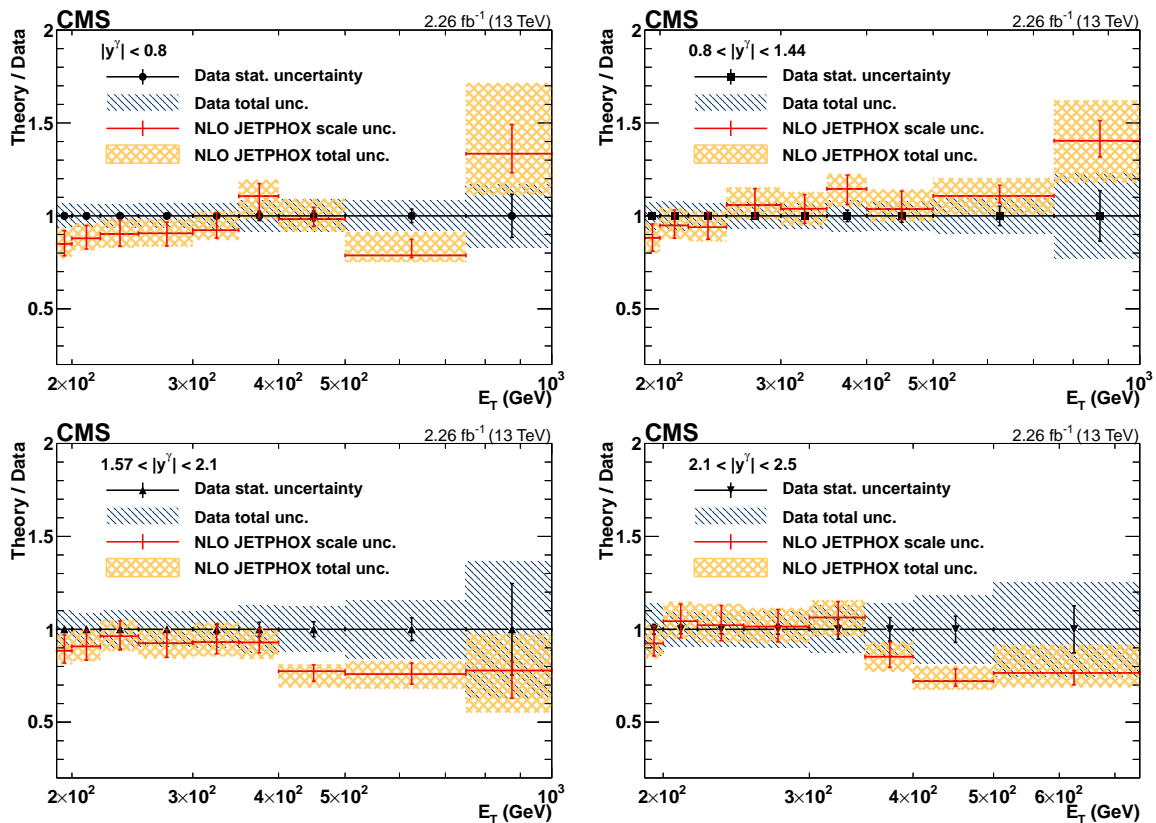 CMS
2.26 fb⁻¹ (13 TeV)
Theory / Data
|y^γ| < 0.8
Data stat. uncertainty
Data total unc.
NLO JETPHOX scale unc.
NLO JETPHOX total unc.
2
1.5
1
0.5
2×10² 3×10² 4×10² 5×10² 10³
E_T (GeV)
CMS
2.26 fb⁻¹ (13 TeV)
Theory / Data
0.8 < |y^γ| < 1.44
Data stat. uncertainty
Data total unc.
NLO JETPHOX scale unc.
NLO JETPHOX total unc.
2
1.5
1
0.5
2×10² 3×10² 4×10² 5×10² 10³
E_T (GeV)
CMS
2.26 fb⁻¹ (13 TeV)
Theory / Data
1.57 < |y^γ| < 2.1
Data stat. uncertainty
Data total unc.
NLO JETPHOX scale unc.
NLO JETPHOX total unc.
2
1.5
1
0.5
2×10² 3×10² 4×10² 5×10² 10³
E_T (GeV)
CMS
2.26 fb⁻¹ (13 TeV)
Theory / Data
2.1 < |y^γ| < 2.5
Data stat. uncertainty
Data total unc.
NLO JETPHOX scale unc.
NLO JETPHOX total unc.
2
1.5
1
0.5
2×10² 3×10² 4×10² 5×10² 6×10²
E_T (GeV)